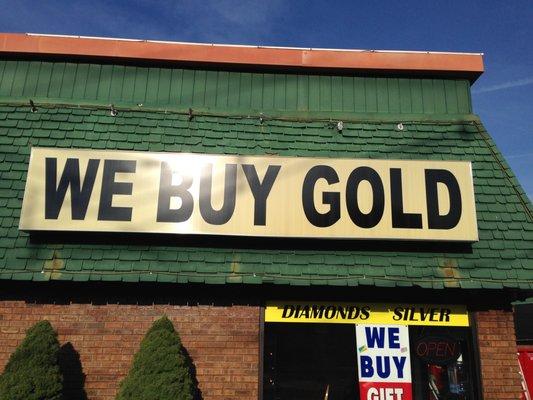 WE BUY GOLD
DIAMONDS SILVER
WE
BUY
OPEN
GIFT